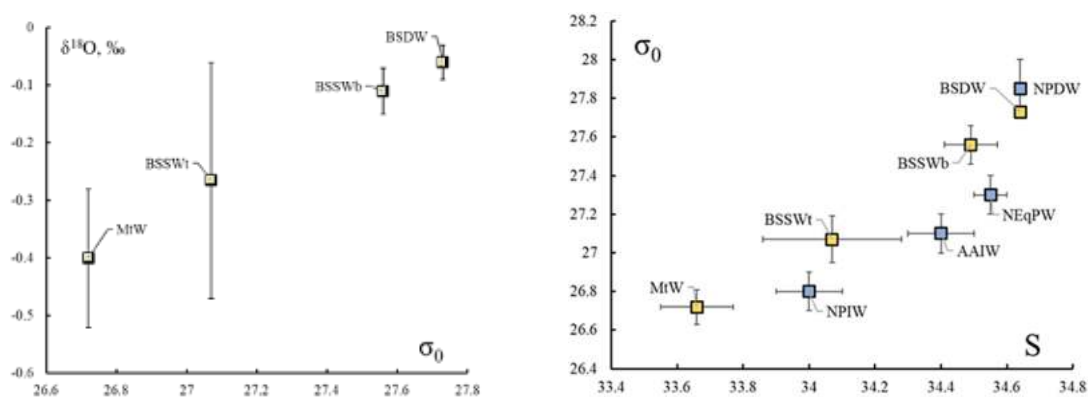 0
-0.1
-0.2
-0.3
-0.4
-0.5
-0.6
δ¹⁸O, ‰
BSDW
BSSWb
BSSWt
MtW
σ₀
26.6 26.8 27 27.2 27.4 27.6 27.8
28.2
28
27.8
27.6
27.4
27.2
27
26.8
26.6
26.4
σ₀
BSDW NPDW
BSSWb
NEqPW
BSSWt
AAIW
MtW
NPIW
S
33.4 33.6 33.8 34 34.2 34.4 34.6 34.8